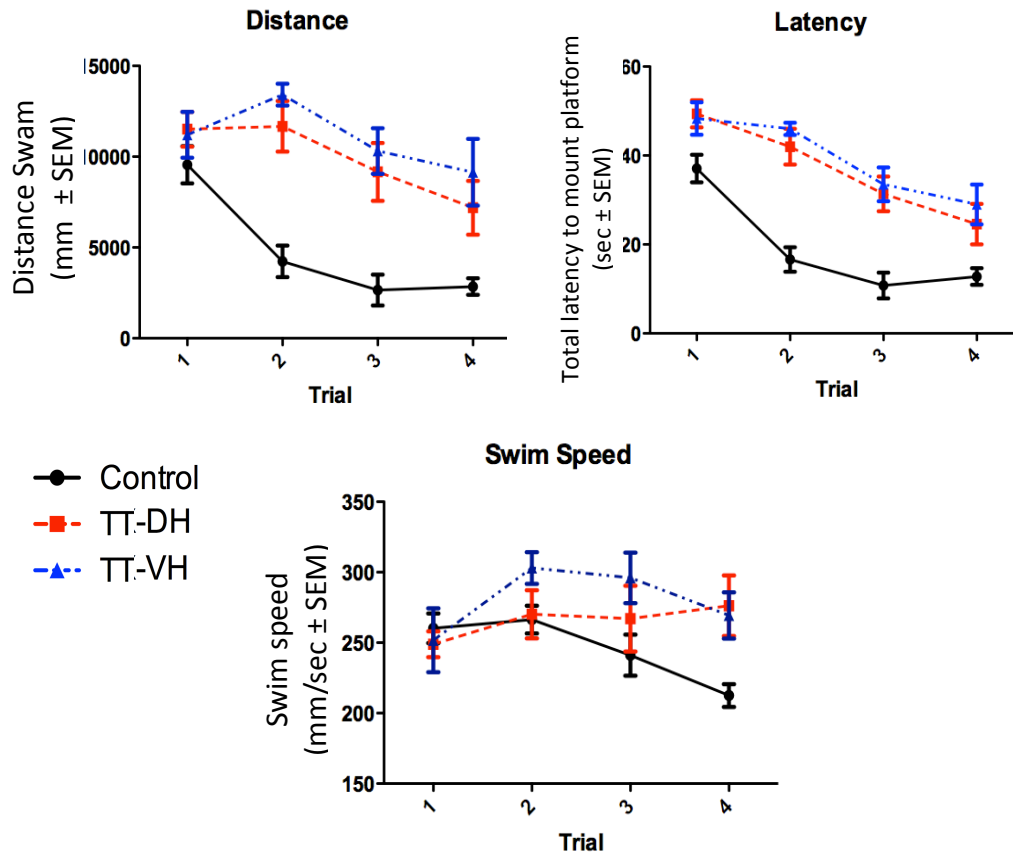 Distance
15000
10000
5000
0
Distance Swam
(mm ± SEM)
1 2 3 4
Trial
Latency
60
40
20
0
Total latency to mount platform
(sec ± SEM)
1 2 3 4
Trial
Control
TT-DH
TT-VH
Swim Speed
350
300
250
200
150
Swim speed
(mm/sec ± SEM)
1 2 3 4
Trial